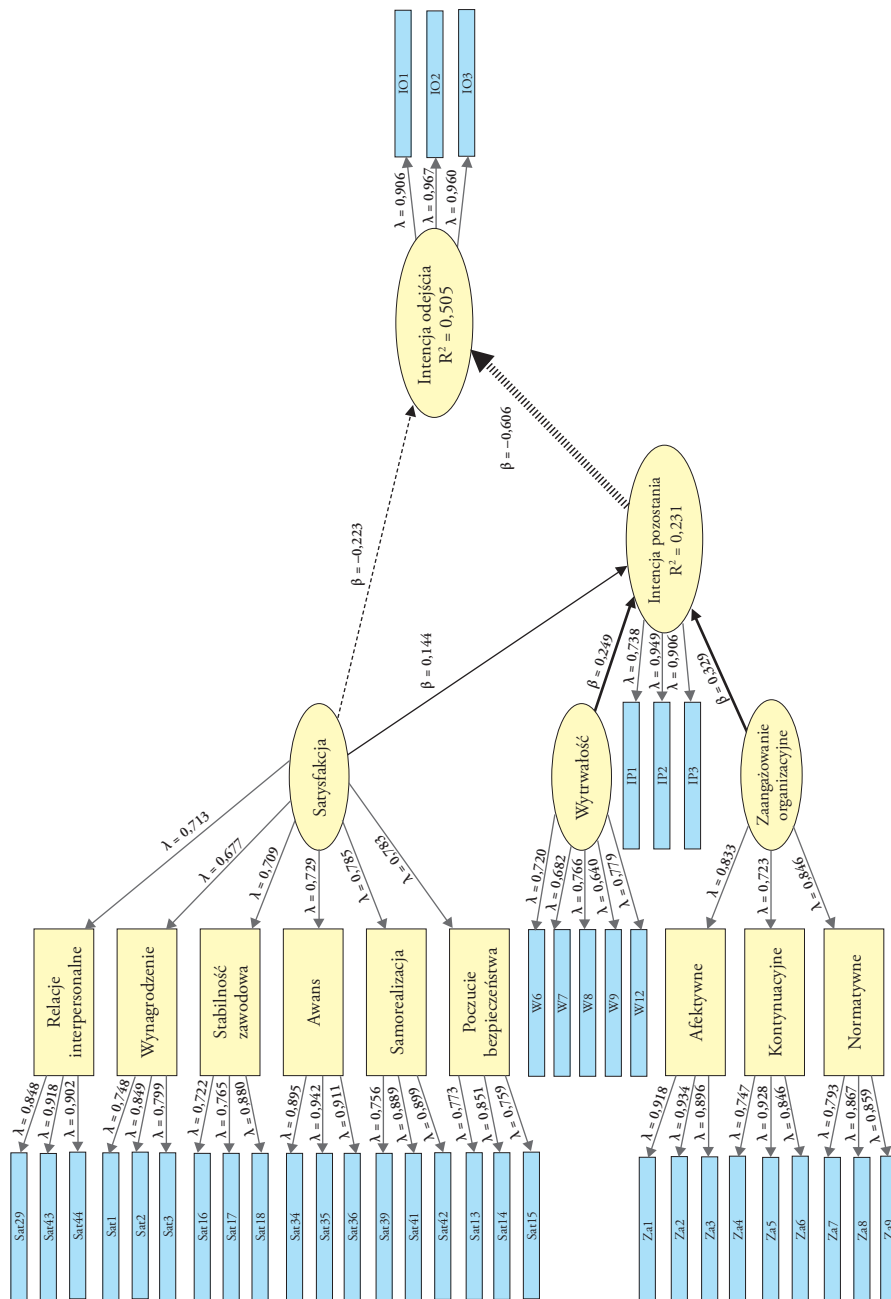 Sat29
Sat43
Sat44
Sat1
Sat2
Sat3
Sat16
Sat17
Sat18
Sat34
Sat35
Sat36
Sat39
Sat41
Sat42
Sat13
Sat14
Sat15
λ = 0,848
λ = 0,918
λ = 0,902
λ = 0,748
λ = 0,849
λ = 0,799
λ = 0,722
λ = 0,765
λ = 0,880
λ = 0,895
λ = 0,942
λ = 0,911
λ = 0,756
λ = 0,889
λ = 0,899
λ = 0,773
λ = 0,851
λ = 0,759
Relacje
interpersonalne
Wynagrodzenie
Stabilność
zawodowa
Awans
Samorealizacja
Poczucie
bezpieczeństwa
λ = 0,713
λ = 0,677
λ = 0,709
λ = 0,729
λ = 0,785
λ = 0,783
Satysfakcja
W6
W7
W8
W9
W12
λ = 0,720
λ = 0,682
λ = 0,766
λ = 0,640
λ = 0,779
Wytrwałość
Za1
Za2
Za3
Za4
Za5
Za6
Za7
Za8
Za9
λ = 0,918
λ = 0,934
λ = 0,896
λ = 0,747
λ = 0,928
λ = 0,846
λ = 0,793
λ = 0,867
λ = 0,859
Afektywne
Kontynuacyjne
Normatywne
λ = 0,833
λ = 0,723
λ = 0,846
Zaangażowanie
organizacyjne
IP1
IP2
IP3
λ = 0,738
λ = 0,949
λ = 0,906
β = 0,249
β = 0,329
β = 0,144
β = −0,223
Intencja pozostania
R² = 0,231
β = −0,606
Intencja odejścia
R² = 0,505
λ = 0,906
λ = 0,967
λ = 0,960
IO1
IO2
IO3